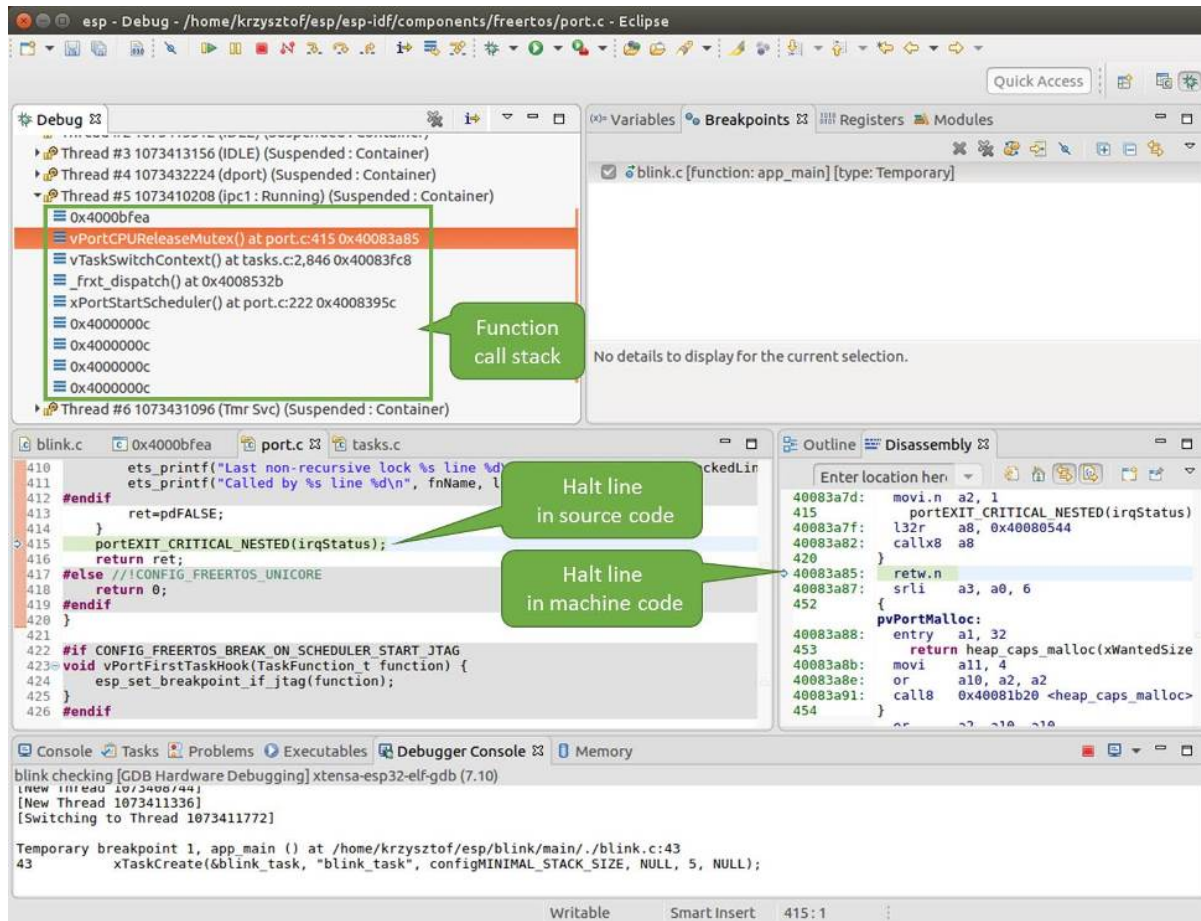 esp - Debug - /home/krzysztof/esp/esp-idf/components/freertos/port.c - Eclipse
Quick Access
Debug
Thread #3 1073413156 (IDLE) (Suspended : Container)
Thread #4 1073432224 (dport) (Suspended : Container)
Thread #5 1073410208 (ipc1 : Running) (Suspended : Container)
0x4000bfea
vPortCPUReleaseMutex() at port.c:415 0x40083a85
vTaskSwitchContext() at tasks.c:2,846 0x40083fc8
_frxt_dispatch() at 0x4008532b
xPortStartScheduler() at port.c:222 0x4008395c
0x4000000c
0x4000000c
0x4000000c
0x4000000c
Thread #6 1073431096 (Tmr Svc) (Suspended : Container)
Function
call stack
(x)= Variables Breakpoints Registers Modules
blink.c [function: app_main] [type: Temporary]
No details to display for the current selection.
blink.c 0x4000bfea port.c tasks.c
410 ets_printf("Last non-recursive lock %s line %d
411 ets_printf("Called by %s line %d\n", fnName, l
412 #endif
413 ret=pdFALSE;
414 }
415 portEXIT_CRITICAL_NESTED(irqStatus);
416 return ret;
417 #else //!CONFIG_FREERTOS_UNICORE
418 return 0;
419 #endif
420 }
421
422 #if CONFIG_FREERTOS_BREAK_ON_SCHEDULER_START_JTAG
423 void vPortFirstTaskHook(TaskFunction_t function) {
424 esp_set_breakpoint_if_jtag(function);
425 }
426 #endif
Halt line
in source code
Halt line
in machine code
Outline Disassembly
Enter location her
40083a7d: movi.n a2, 1
415 portEXIT_CRITICAL_NESTED(irqStatus)
40083a7f: l32r a8, 0x40080544
40083a82: callx8 a8
420 }
40083a85: retw.n
40083a87: srli a3, a0, 6
452 {
pvPortMalloc:
40083a88: entry a1, 32
453 return heap_caps_malloc(xWantedSize
40083a8b: movi a11, 4
40083a8e: or a10, a2, a2
40083a91: call8 0x40081b20 <heap_caps_malloc>
454 }
Console Tasks Problems Executables Debugger Console Memory
blink checking [GDB Hardware Debugging] xtensa-esp32-elf-gdb (7.10)
[New Thread 1073408744]
[New Thread 1073411336]
[Switching to Thread 1073411772]
Temporary breakpoint 1, app_main () at /home/krzysztof/esp/blink/main/./blink.c:43
43 xTaskCreate(&blink_task, "blink_task", configMINIMAL_STACK_SIZE, NULL, 5, NULL);
Writable Smart Insert 415 : 1